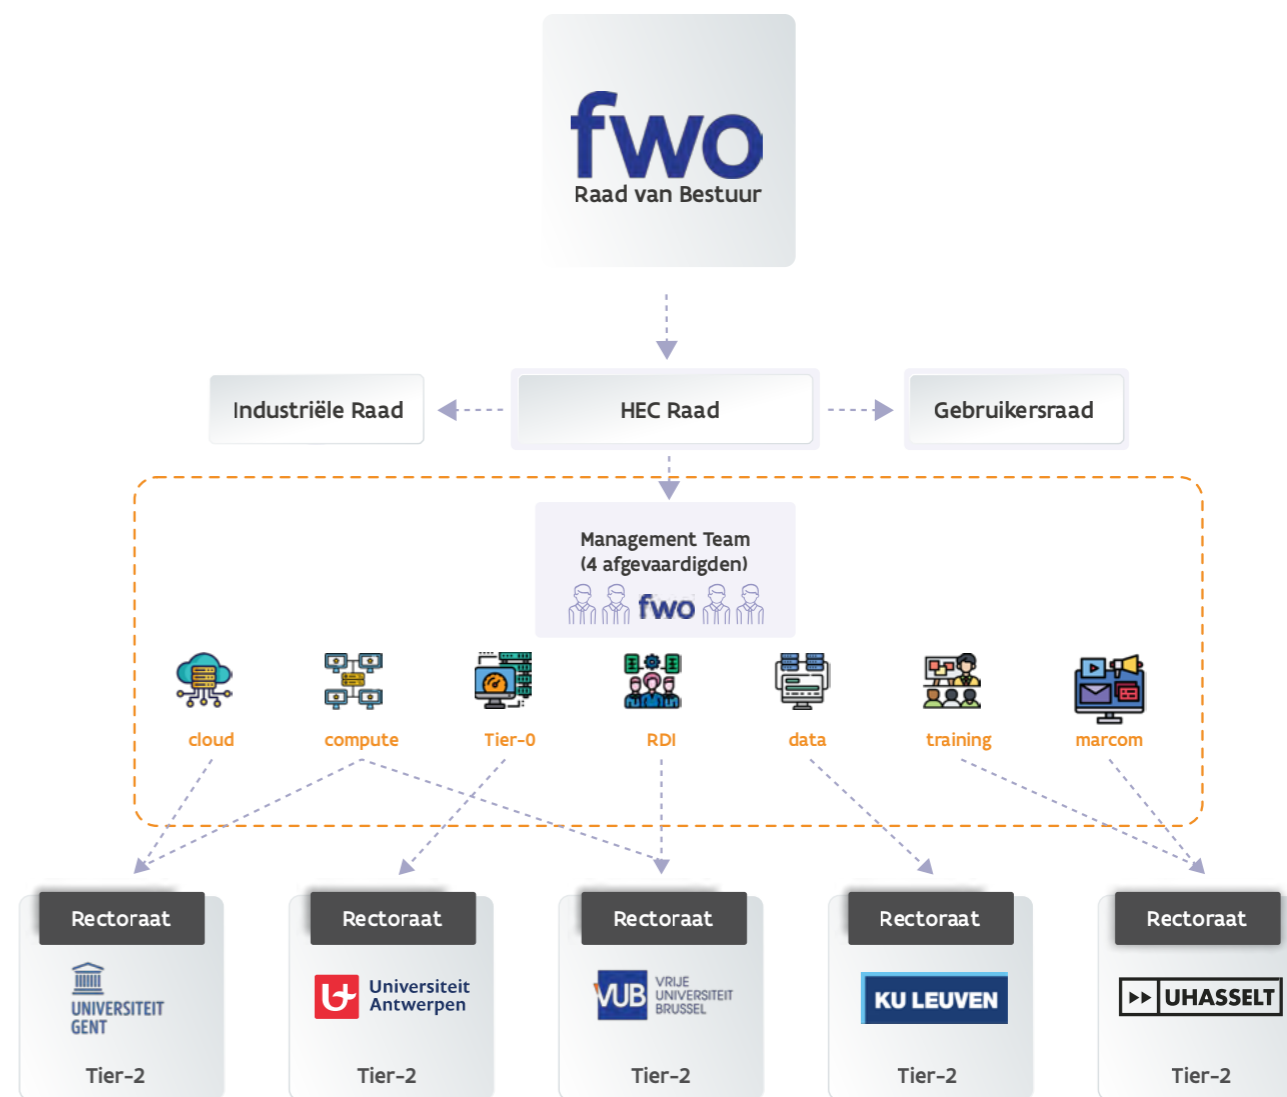 fwo
Raad van Bestuur
Industriële Raad
HEC Raad
Gebruikersraad
Management Team
(4 afgevaardigden)
fwo
cloud
compute
Tier-0
RDI
data
training
marcom
Rectoraat
Rectoraat
Rectoraat
Rectoraat
Rectoraat
UNIVERSITEIT
GENT
Universiteit
Antwerpen
VUB
VRIJE
UNIVERSITEIT
BRUSSEL
KU LEUVEN
UHASSELT
Tier-2
Tier-2
Tier-2
Tier-2
Tier-2